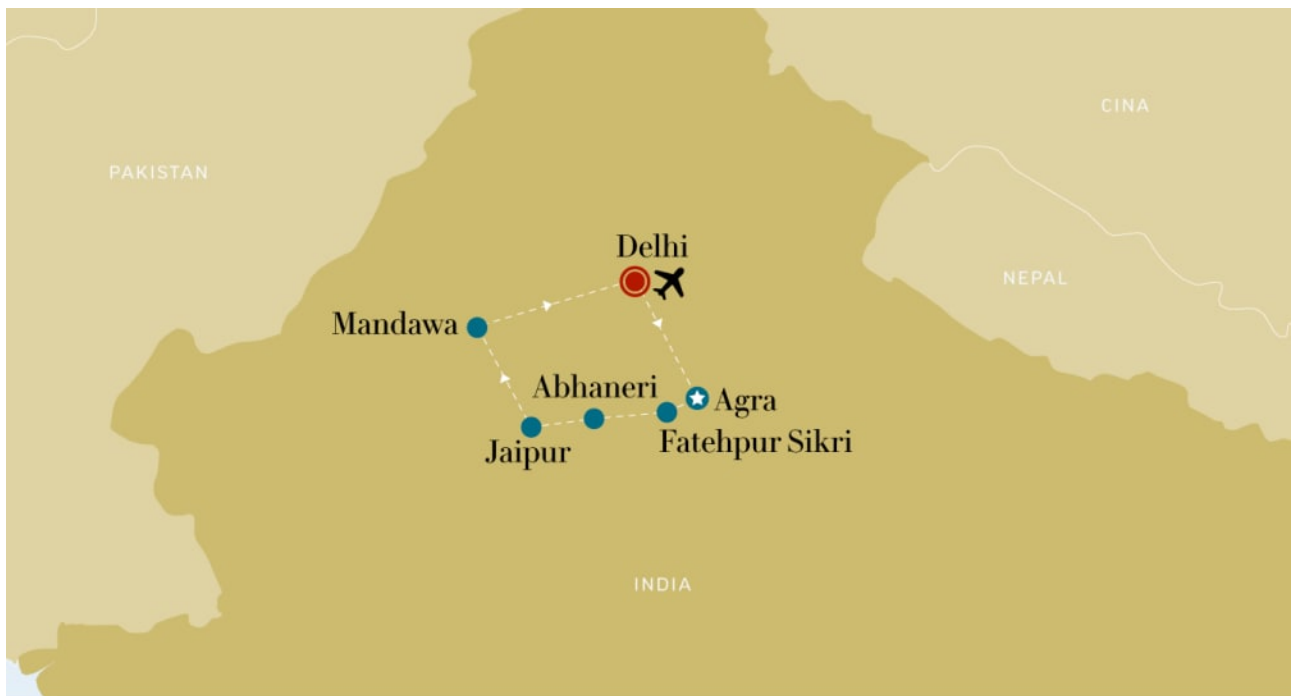 CINA
PAKISTAN
Delhi
NEPAL
Mandawa
Abhaneri
Agra
Jaipur
Fatehpur Sikri
INDIA